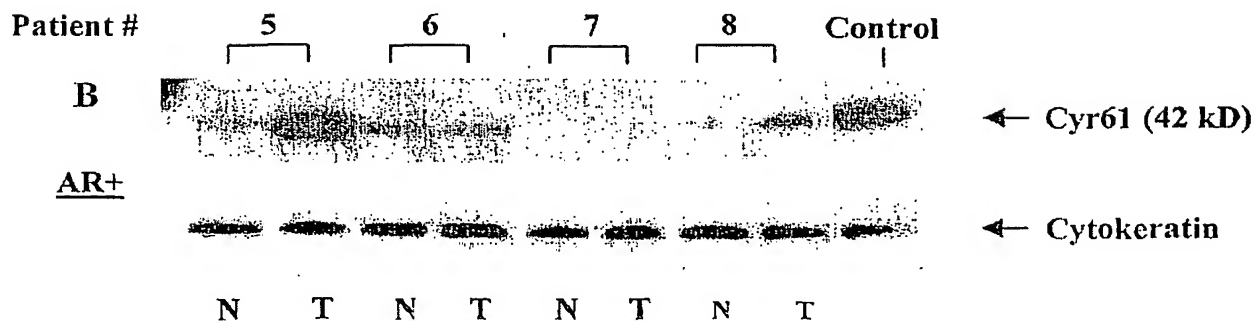 Patient # 5 6 7 8 Control
B
Cyr61 (42 kD)
AR+
Cytokeratin
N T N T N T N T